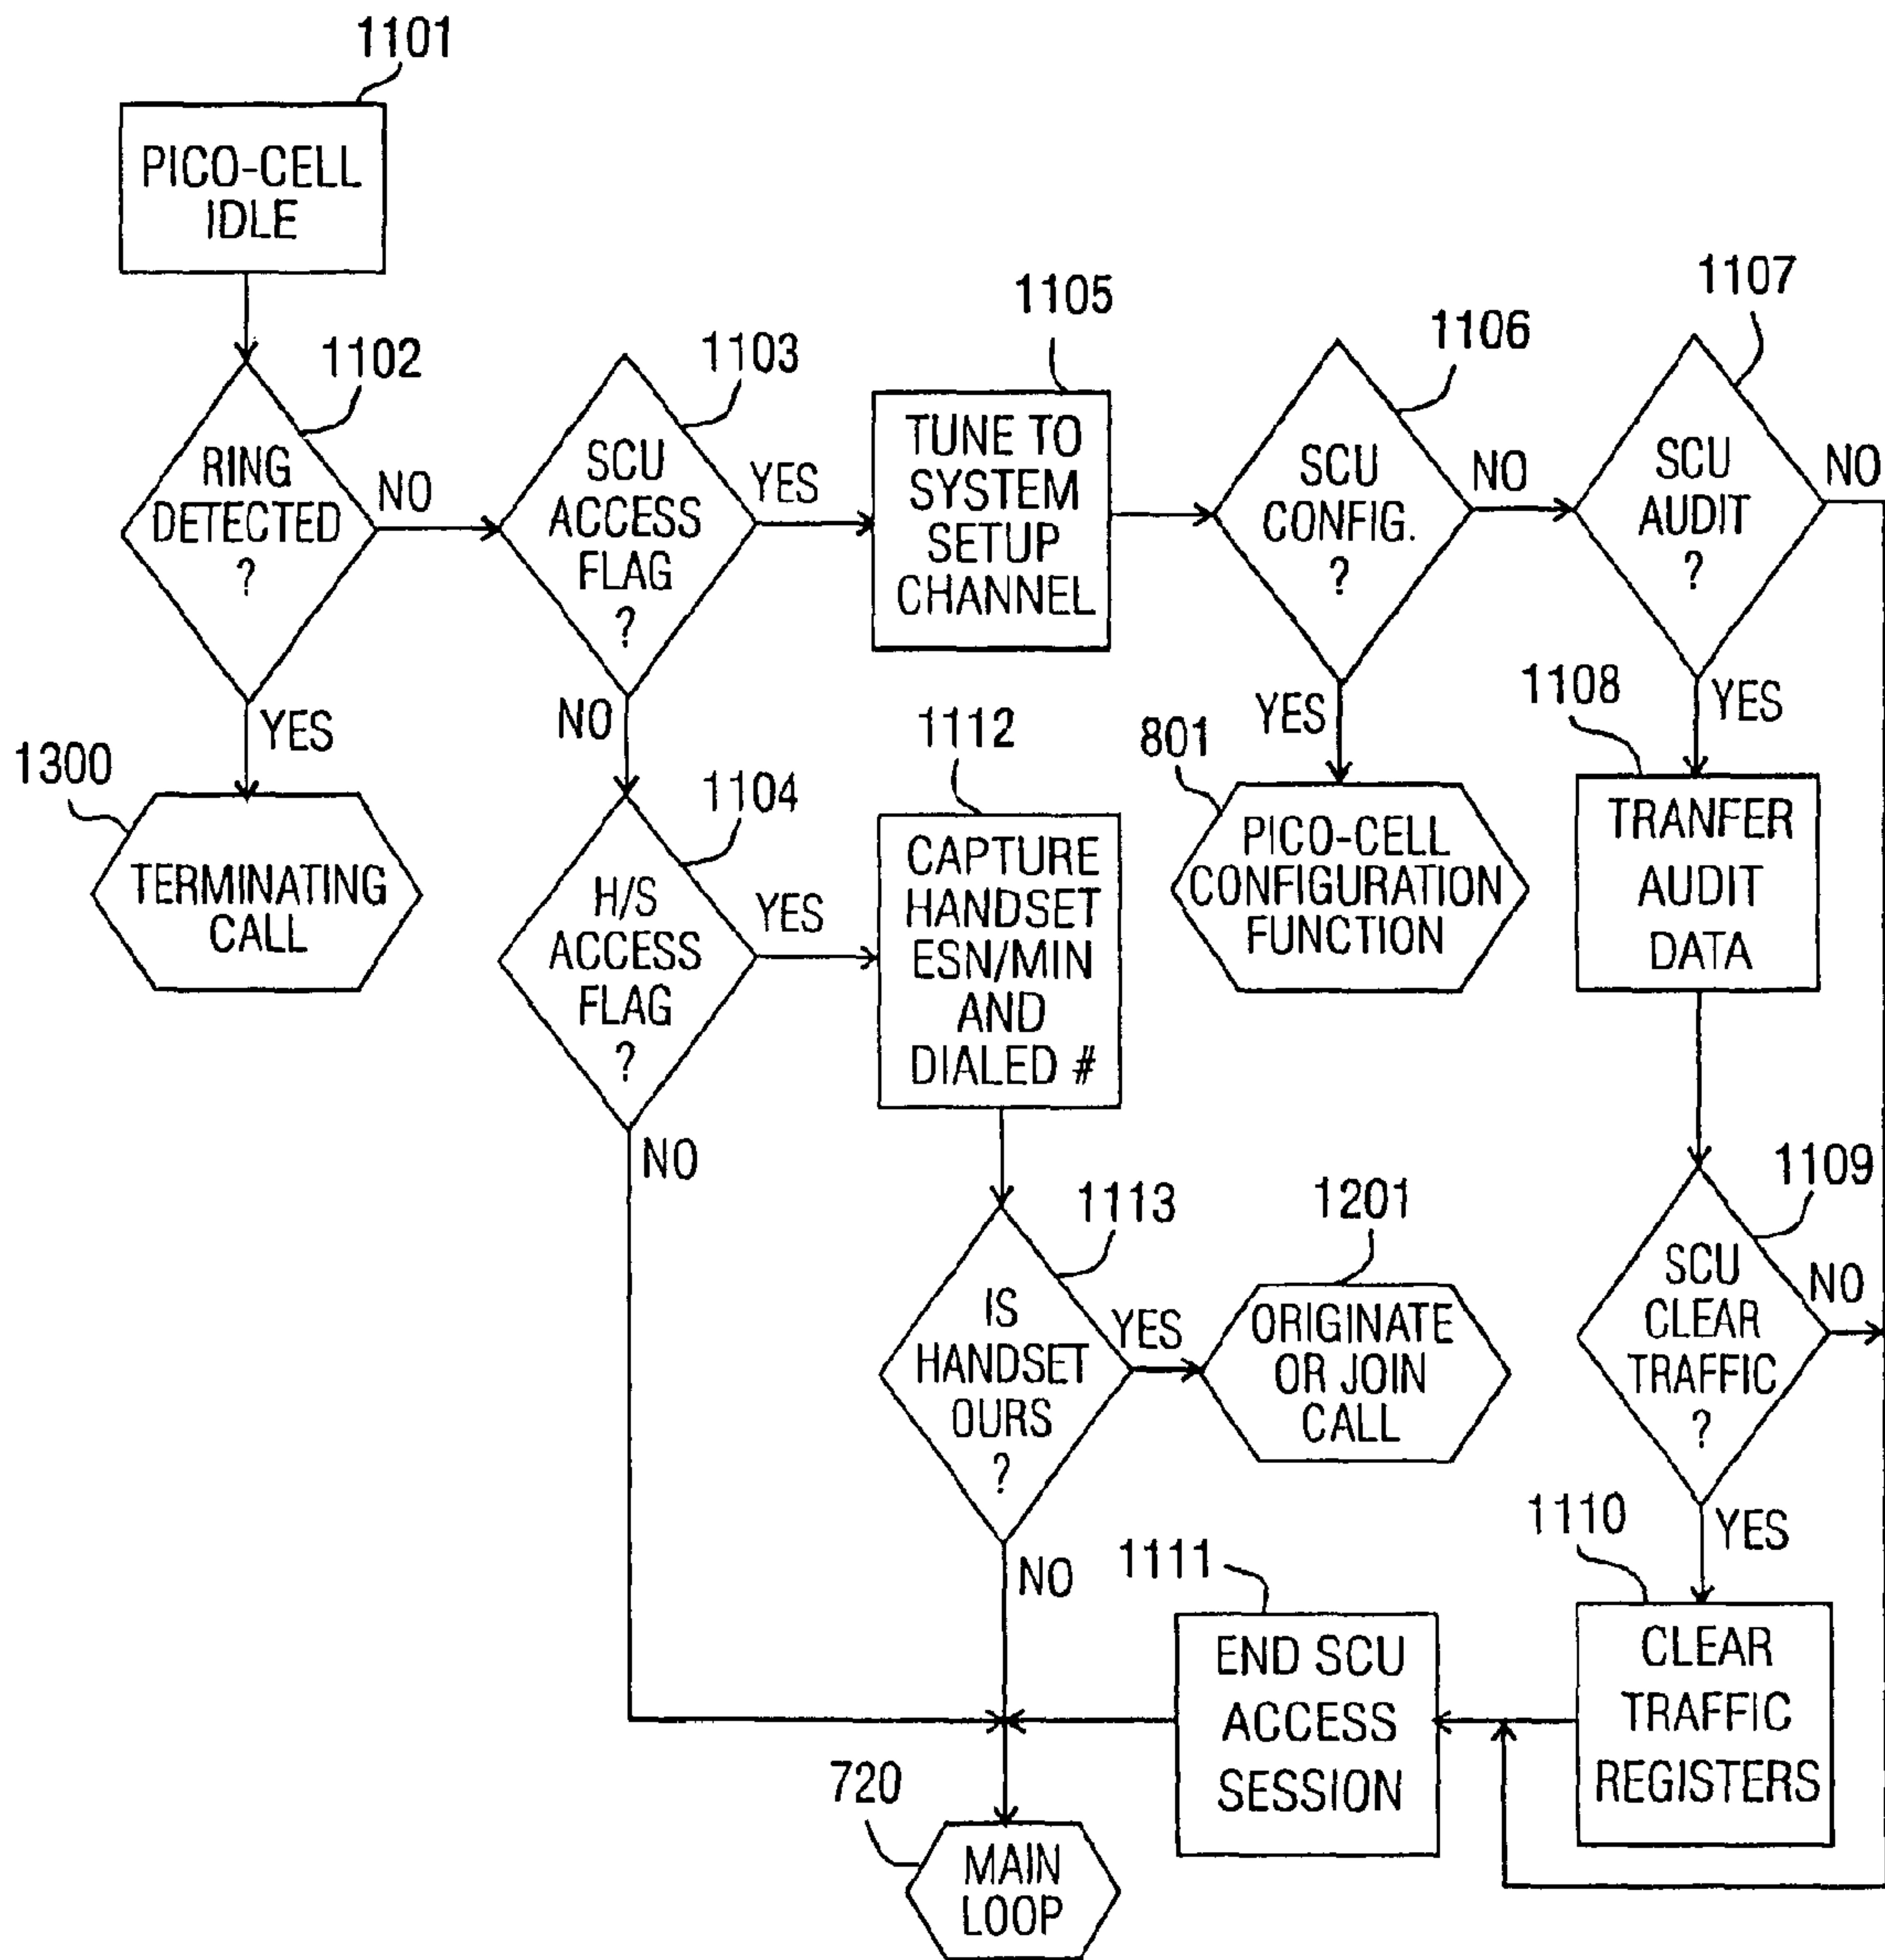 1101
PICO-CELL
IDLE
1102
RING
DETECTED
?
NO
YES
1300
TERMINATING
CALL
1103
SCU
ACCESS
FLAG
?
YES
NO
1104
H/S
ACCESS
FLAG
?
YES
NO
1105
TUNE TO
SYSTEM
SETUP
CHANNEL
1106
SCU
CONFIG.
?
NO
YES
801
PICO-CELL
CONFIGURATION
FUNCTION
1107
SCU
AUDIT
?
NO
YES
1108
TRANFER
AUDIT
DATA
1109
SCU
CLEAR
TRAFFIC
?
NO
YES
1110
CLEAR
TRAFFIC
REGISTERS
1111
END SCU
ACCESS
SESSION
1112
CAPTURE
HANDSET
ESN/MIN
AND
DIALED #
1113
IS
HANDSET
OURS
?
YES
NO
1201
ORIGINATE
OR JOIN
CALL
720
MAIN
LOOP